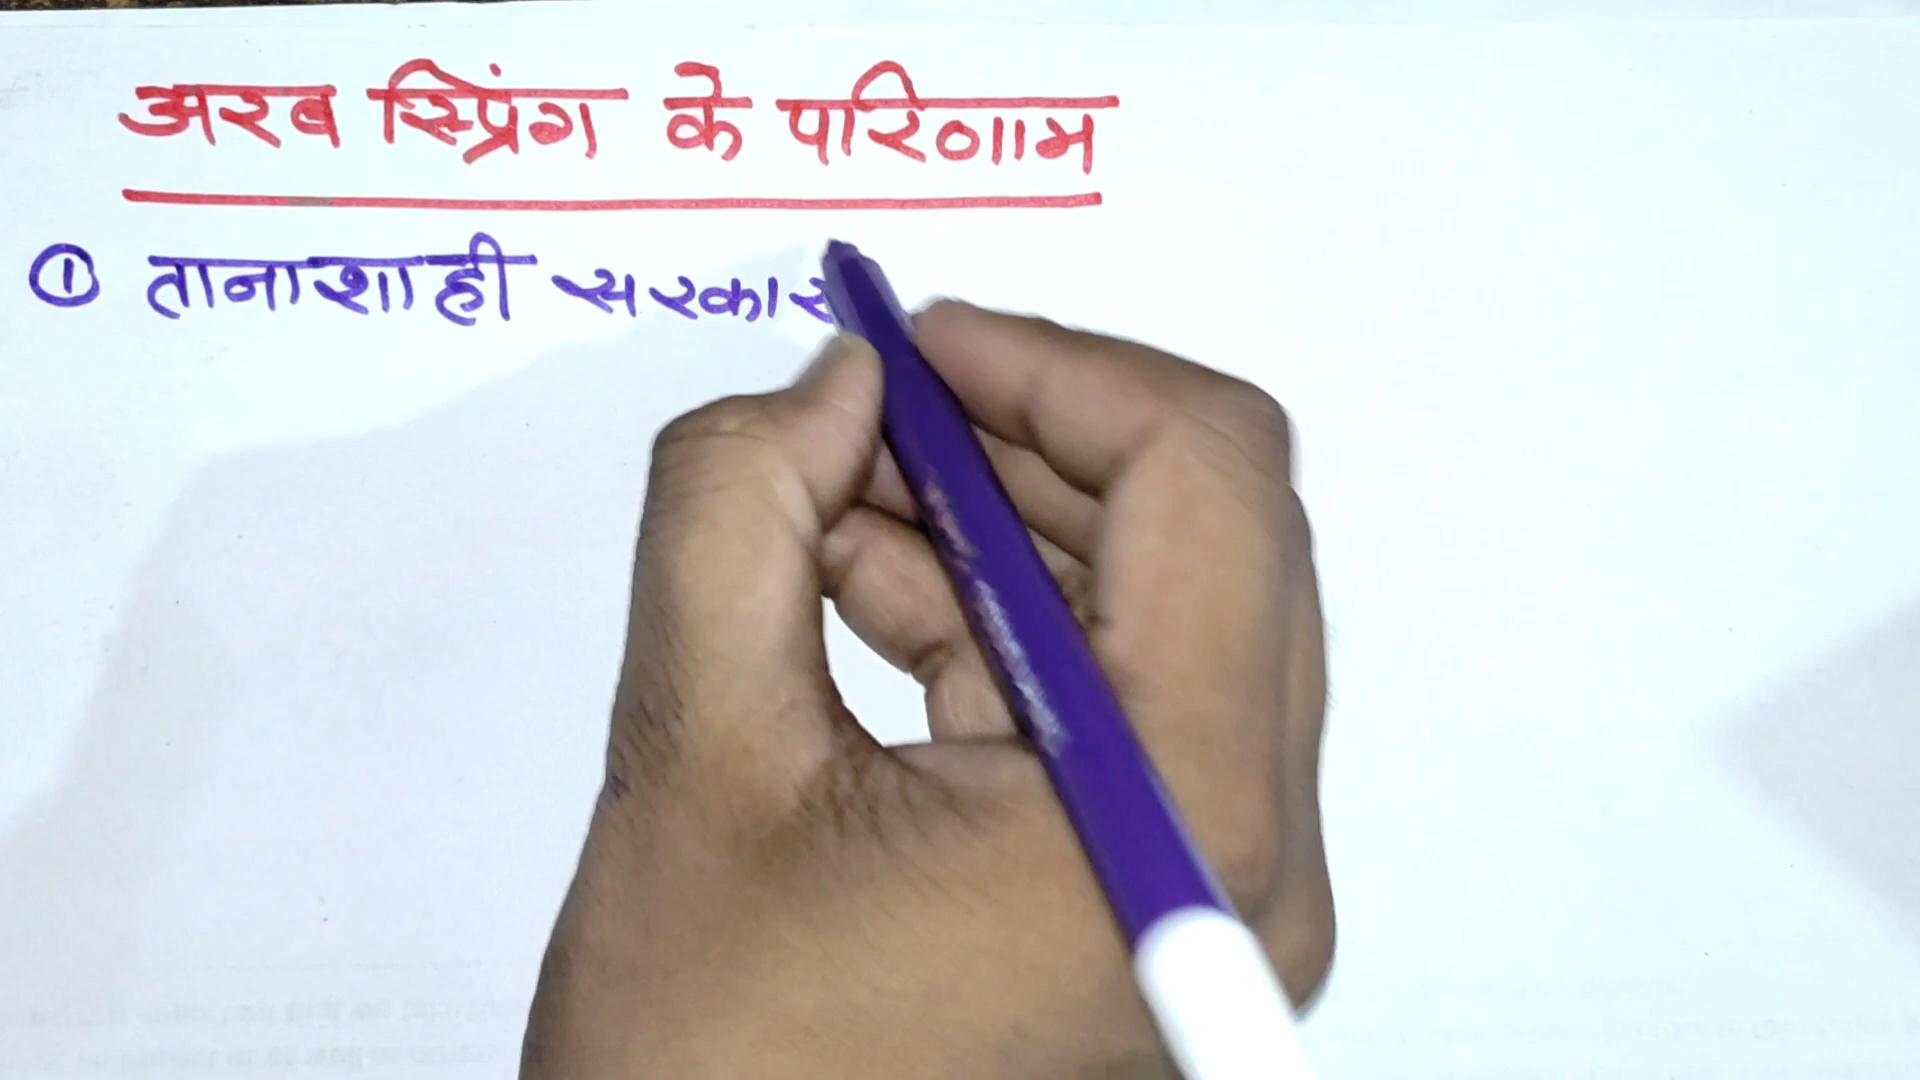 अरब स्प्रिंग के परिणाम
① तानाशाही सरकार